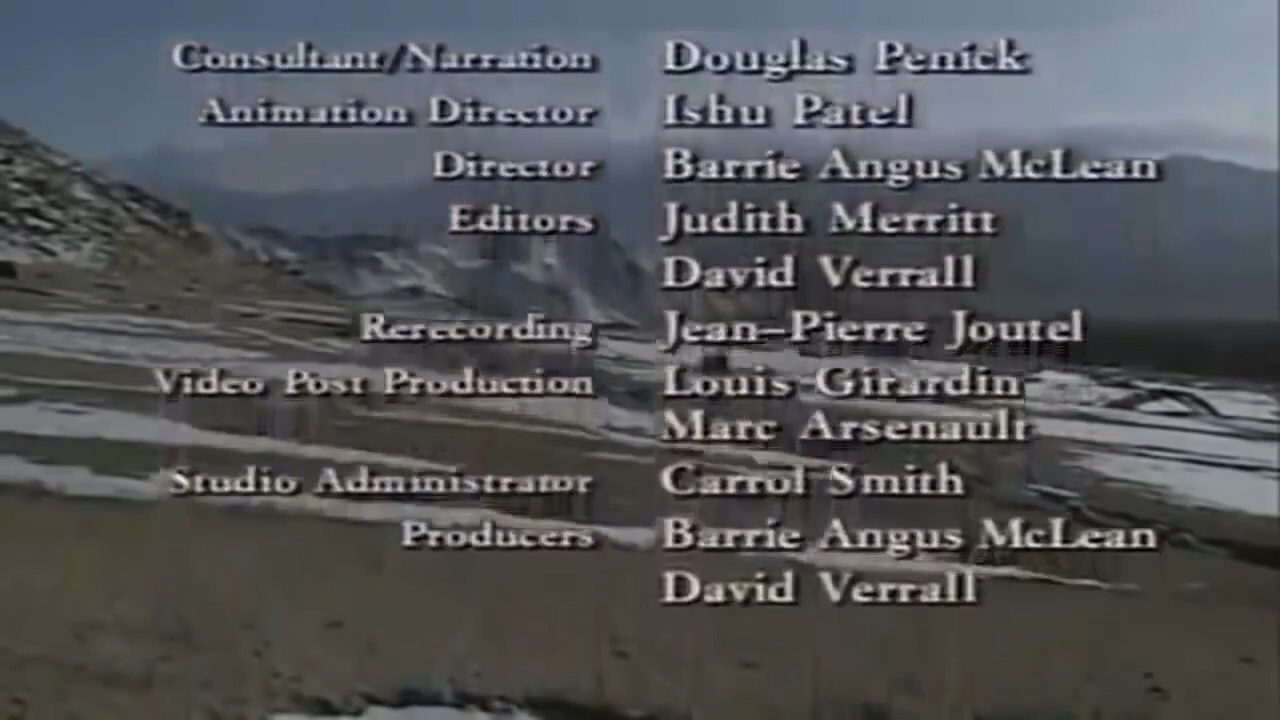 Consultant/Narration Douglas Penick
Animation Director Ishu Patel
Director Barrie Angus McLean
Editors Judith Merritt
David Verrall
Rerecording Jean-Pierre Joutel
Video Post Production Louis Girardin
Marc Arsenault
Studio Administrator Carrol Smith
Producers Barrie Angus McLean
David Verrall